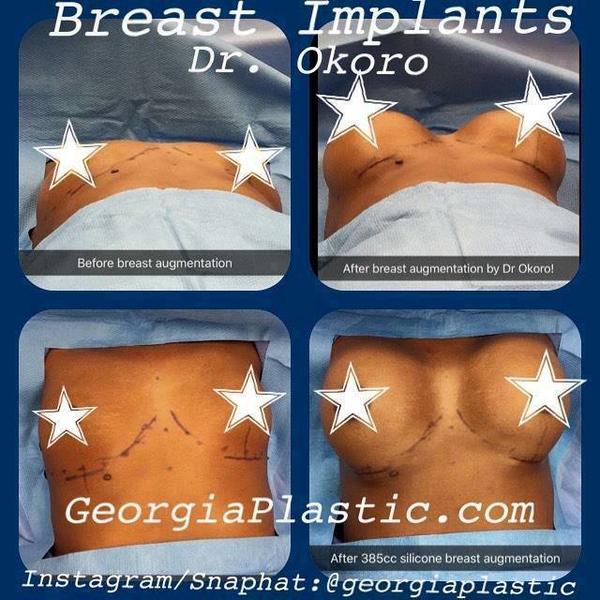 Breast Implants
Dr. Okoro
Before breast augmentation
After breast augmentation by Dr Okoro!
GeorgiaPlastic.com
After 385cc silicone breast augmentation
Instagram/Snaphat:@georgiaplastic